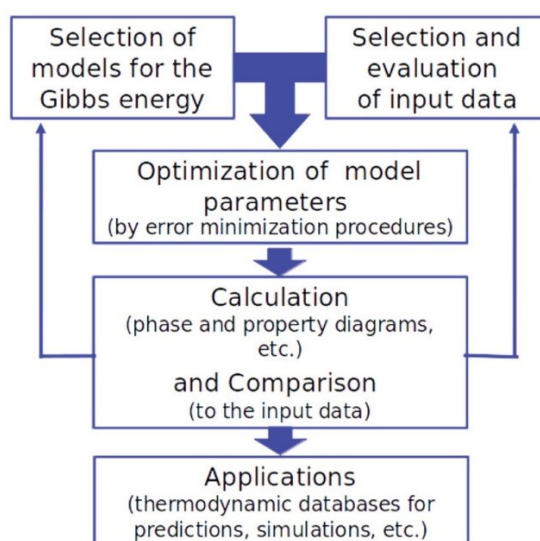 Selection of
models for the
Gibbs energy
Selection and
evaluation
of input data
Optimization of model
parameters
(by error minimization procedures)
Calculation
(phase and property diagrams,
etc.)
and Comparison
(to the input data)
Applications
(thermodynamic databases for
predictions, simulations, etc.)